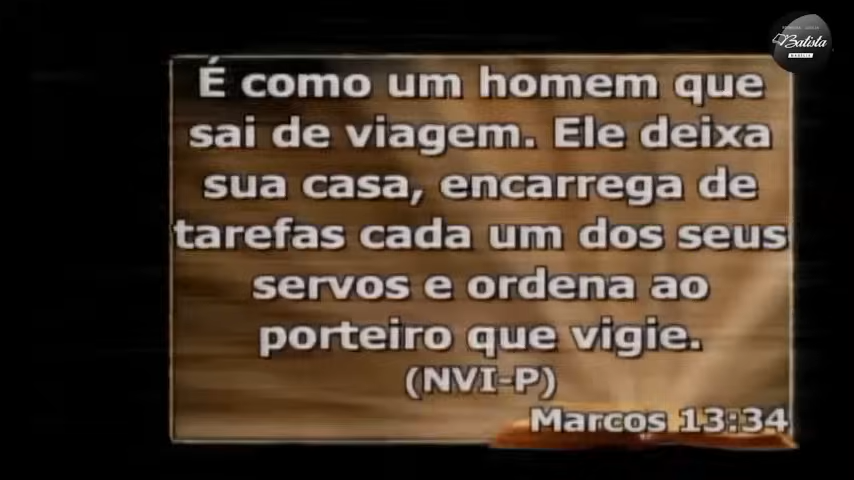 Batista
É como um homem que
sai de viagem. Ele deixa
sua casa, encarrega de
tarefas cada um dos seus
servos e ordena ao
porteiro que vigie.
(NVI-P)
Marcos 13:34